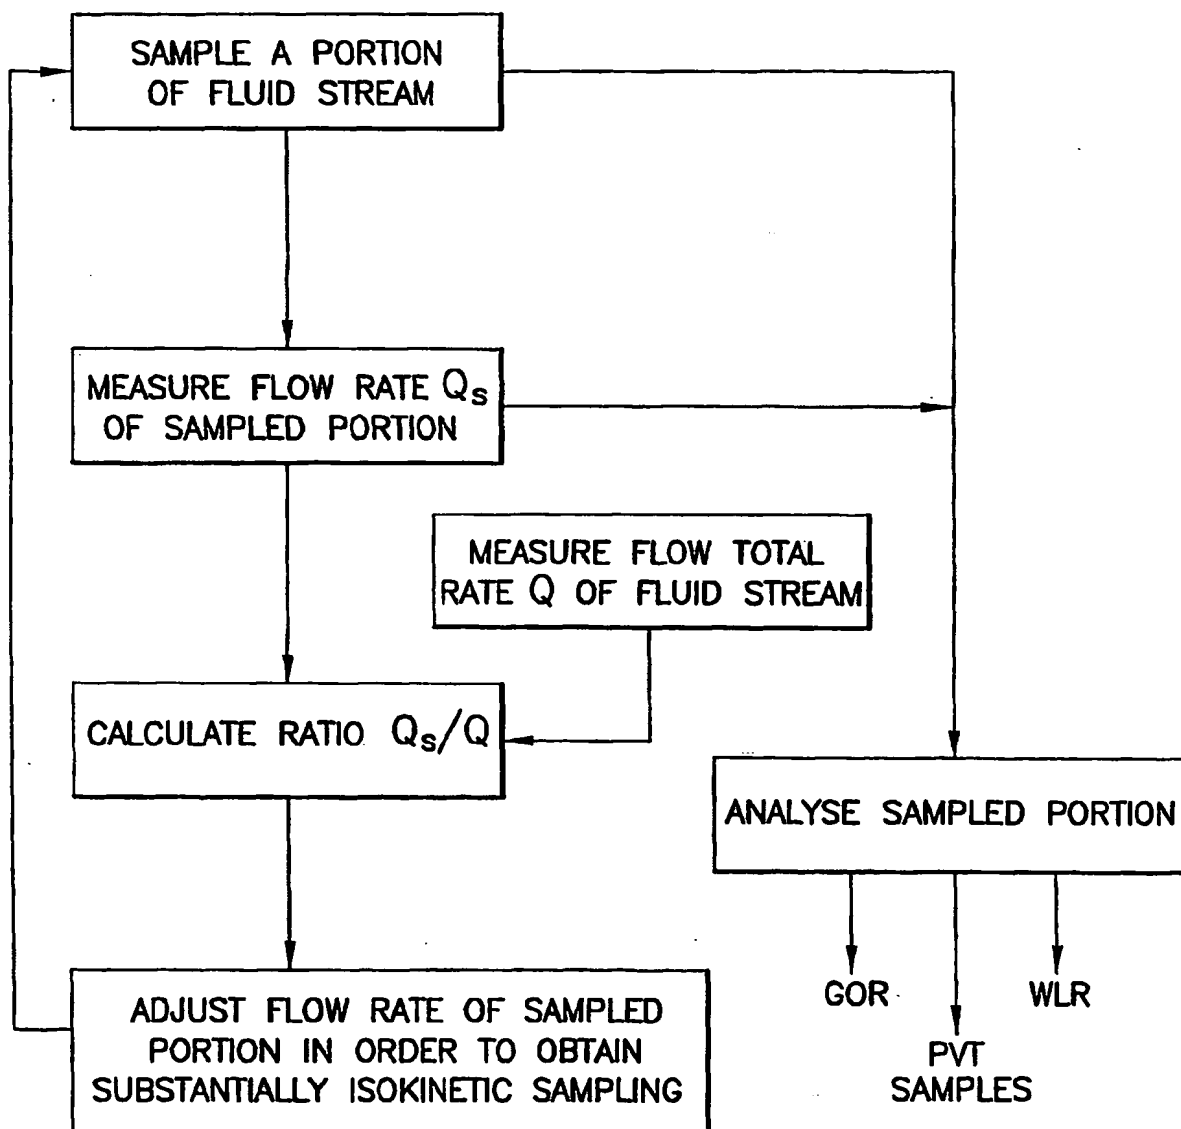 SAMPLE A PORTION
OF FLUID STREAM
MEASURE FLOW RATE Qs
OF SAMPLED PORTION
MEASURE FLOW TOTAL
RATE Q OF FLUID STREAM
CALCULATE RATIO Qs/Q
ANALYSE SAMPLED PORTION
GOR
WLR
PVT
SAMPLES
ADJUST FLOW RATE OF SAMPLED
PORTION IN ORDER TO OBTAIN
SUBSTANTIALLY ISOKINETIC SAMPLING